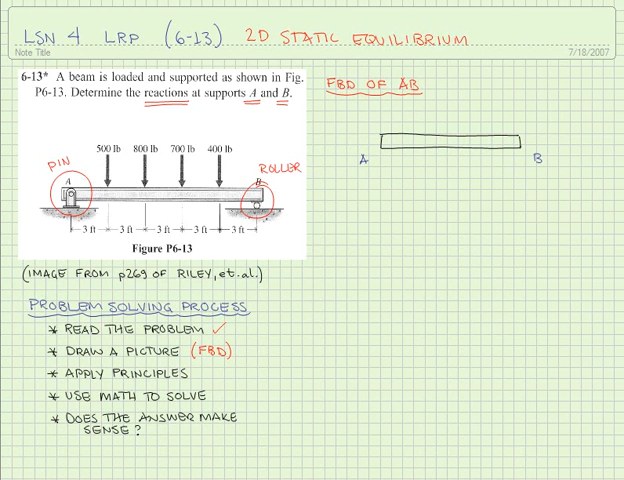 LSN 4 LRP (6-13) 2D STATIC EQUILIBRIUM
Note Title
7/18/2007
6-13* A beam is loaded and supported as shown in Fig.
P6-13. Determine the reactions at supports A and B.
500 lb 800 lb 700 lb 400 lb
PIN
ROLLER
A
B
3 ft 3 ft 3 ft 3 ft 3 ft
Figure P6-13
(IMAGE FROM p269 OF RILEY, et.al.)
PROBLEM SOLVING PROCESS
* READ THE PROBLEM ✓
* DRAW A PICTURE (FBD)
* APPLY PRINCIPLES
* USE MATH TO SOLVE
* DOES THE ANSWER MAKE
SENSE?
FBD OF AB
A
B